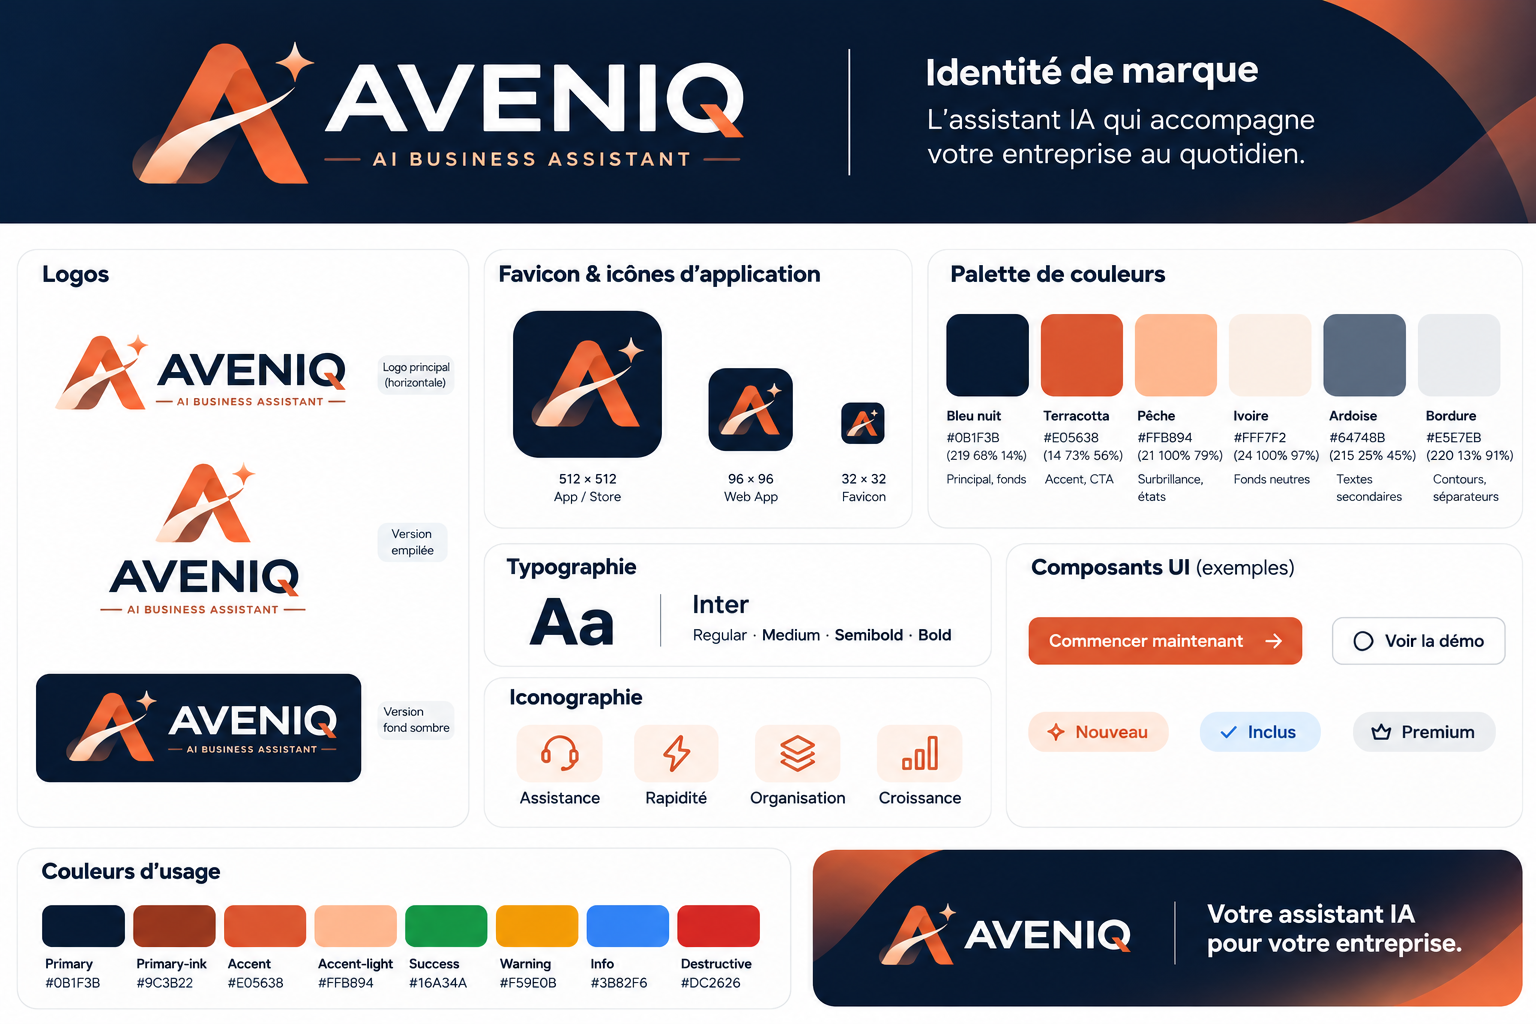 AVENIQ
AI BUSINESS ASSISTANT
Identité de marque
L'assistant IA qui accompagne
votre entreprise au quotidien.
Logos
AVENIQ
AI BUSINESS ASSISTANT
Logo principal
(horizontale)
AVENIQ
AI BUSINESS ASSISTANT
Version
empilée
AVENIQ
AI BUSINESS ASSISTANT
Version
fond sombre
Favicon & icônes d'application
512 × 512
App / Store
96 × 96
Web App
32 × 32
Favicon
Palette de couleurs
Bleu nuit
#0B1F3B
(219 68% 14%)
Principal, fonds
Terracotta
#E05638
(14 73% 56%)
Accent, CTA
Pêche
#FFB894
(21 100% 79%)
Surbrillance,
états
Ivoire
#FFF7F2
(24 100% 97%)
Fonds neutres
Ardoise
#64748B
(215 25% 45%)
Textes
secondaires
Bordure
#E5E7EB
(220 13% 91%)
Contours,
séparateurs
Typographie
Aa
Inter
Regular · Medium · Semibold · Bold
Iconographie
Assistance
Rapidité
Organisation
Croissance
Composants UI (exemples)
Commencer maintenant →
Voir la démo
Nouveau
Inclus
Premium
Couleurs d'usage
Primary
#0B1F3B
Primary-ink
#9C3B22
Accent
#E05638
Accent-light
#FFB894
Success
#16A34A
Warning
#F59E0B
Info
#3B82F6
Destructive
#DC2626
AVENIQ
Votre assistant IA
pour votre entreprise.